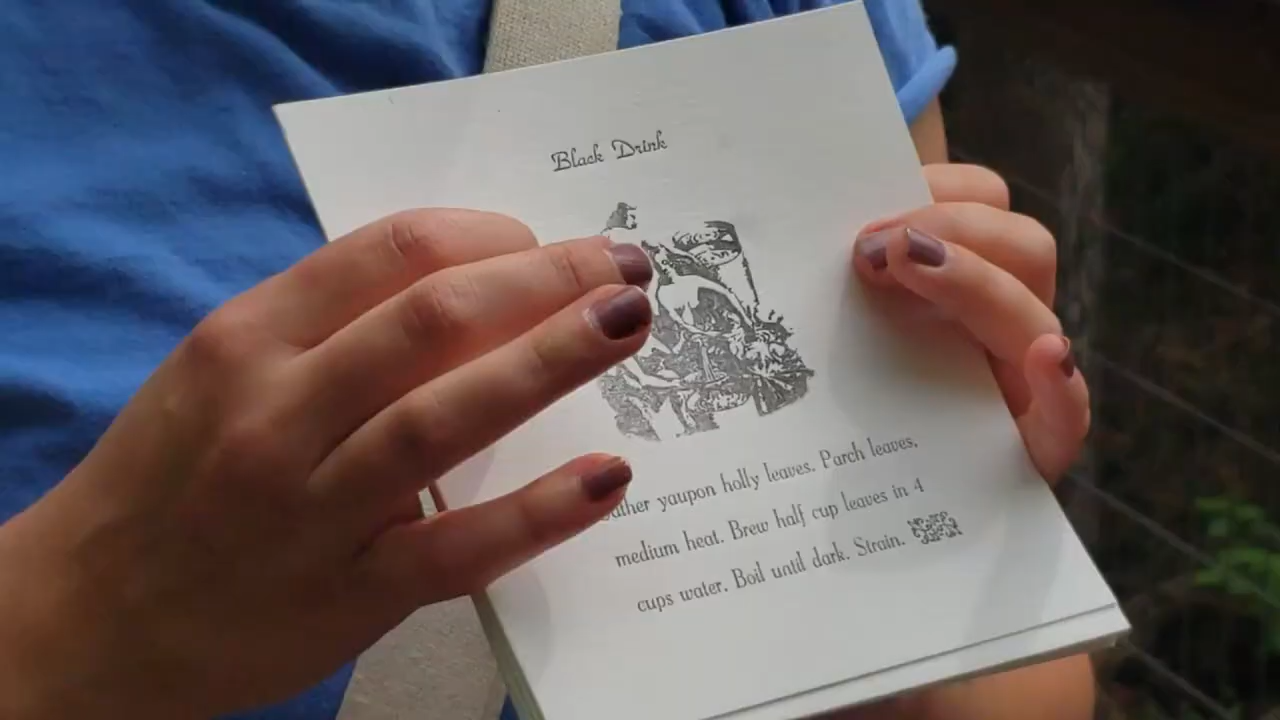 Black Drink
yaupon holly leaves. Parch leaves,
medium heat. Brew half cup leaves in 4
cups water. Boil until dark. Strain.